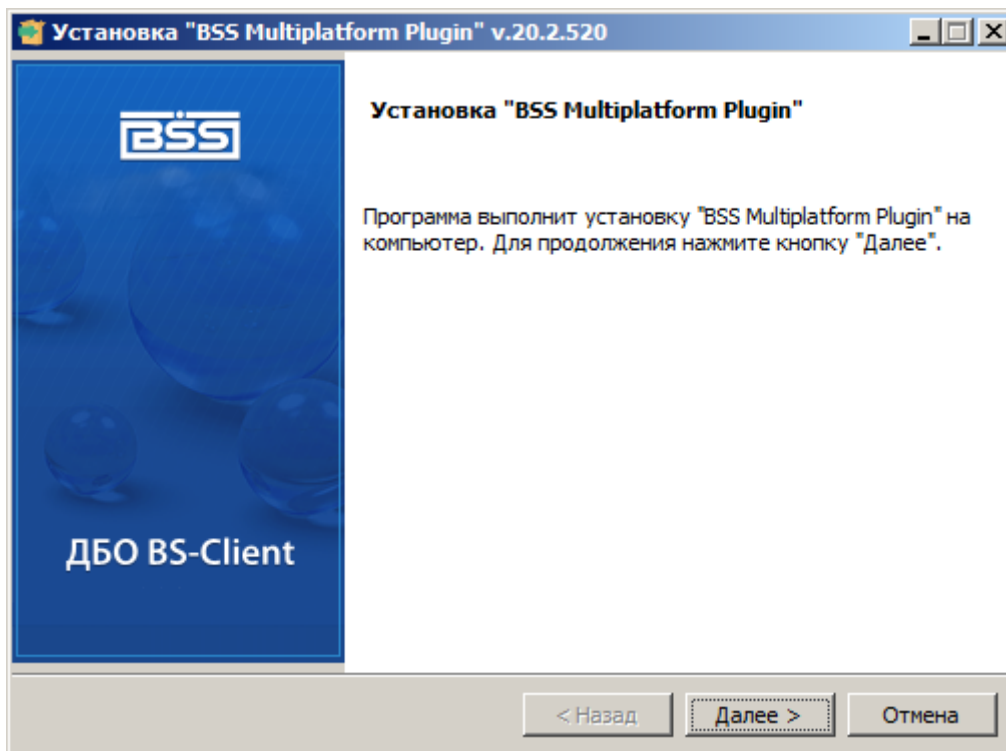 Установка "BSS Multiplatform Plugin" v.20.2.520
BSS
Установка "BSS Multiplatform Plugin"
Программа выполнит установку "BSS Multiplatform Plugin" на
компьютер. Для продолжения нажмите кнопку "Далее".
ДБО BS-Client
< Назад
Далее >
Отмена